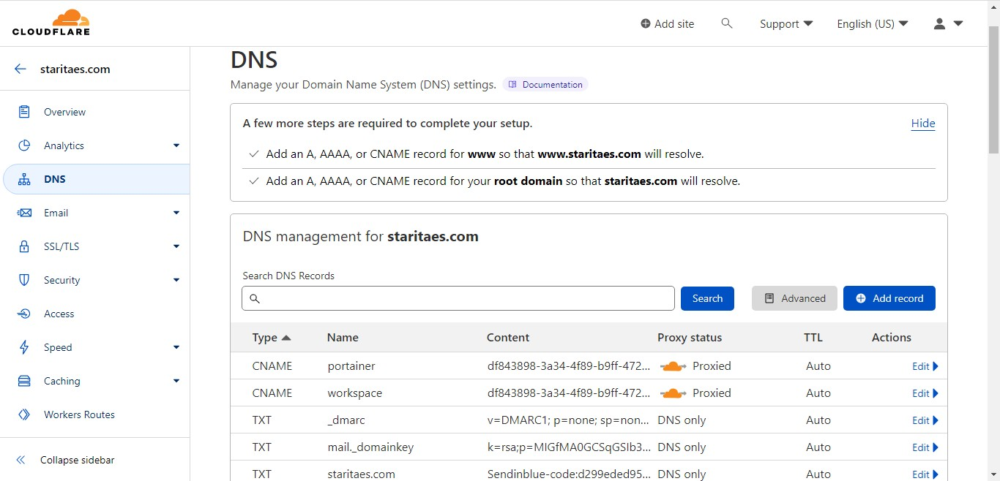 CLOUDFLARE
Add site
Support
English (US)
staritaes.com
Overview
Analytics
DNS
Email
SSL/TLS
Security
Access
Speed
Caching
Workers Routes
Collapse sidebar
DNS
Manage your Domain Name System (DNS) settings. Documentation
A few more steps are required to complete your setup. Hide
Add an A, AAAA, or CNAME record for www so that www.staritaes.com will resolve.
Add an A, AAAA, or CNAME record for your root domain so that staritaes.com will resolve.
DNS management for staritaes.com
Search DNS Records
Search Advanced Add record
Type Name Content Proxy status TTL Actions
CNAME portainer df843898-3a34-4f89-b9ff-472... Proxied Auto Edit
CNAME workspace df843898-3a34-4f89-b9ff-472... Proxied Auto Edit
TXT _dmarc v=DMARC1; p=none; sp=non... DNS only Auto Edit
TXT mail._domainkey k=rsa;p=MIGfMA0GCSqGSIb3... DNS only Auto Edit
TXT staritaes.com Sendinblue-code:d299eded95... DNS only Auto Edit